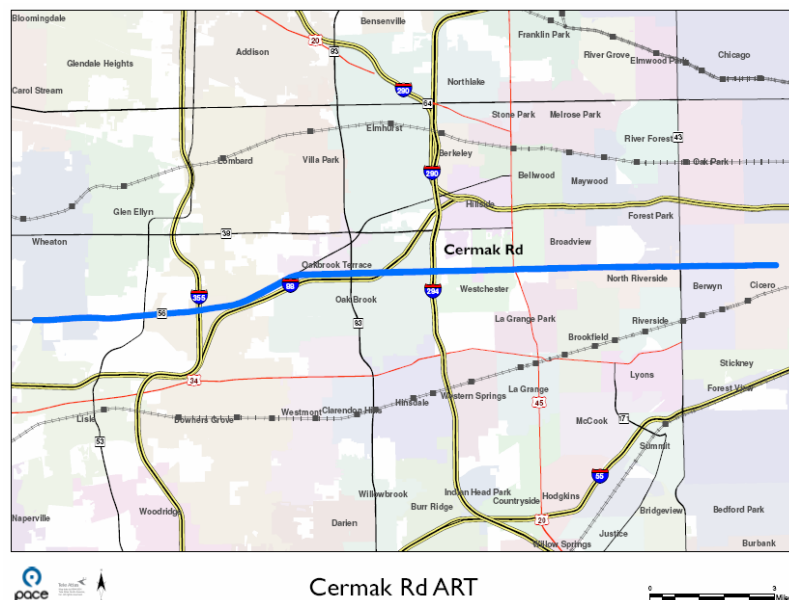 Bloomingdale
Bensenville
Franklin Park
20
83
Addison
River Grove
Elmwood Park
Chicago
Glendale Heights
Northlake
290
Carol Stream
64
Stone Park
Melrose Park
Elmhurst
River Forest
43
Lombard
Villa Park
Berkeley
Oak Park
290
Bellwood
Maywood
Glen Ellyn
Hillside
Forest Park
38
Wheaton
Cermak Rd
Broadview
Oakbrook Terrace
North Riverside
88
355
Oak Brook
294
Westchester
Berwyn
Cicero
56
83
La Grange Park
Riverside
Brookfield
Stickney
34
Lyons
Forest View
Hinsdale
Western Springs
La Grange
45
Lisle
Downers Grove
Westmont
Clarendon Hills
McCook
171
53
Summit
55
Willowbrook
Indian Head Park
Hodgkins
Countryside
Burr Ridge
Woodridge
Bridgeview
Bedford Park
Naperville
Darien
20
Justice
Willow Springs
Burbank
pace
Cermak Rd ART
0
3
Miles